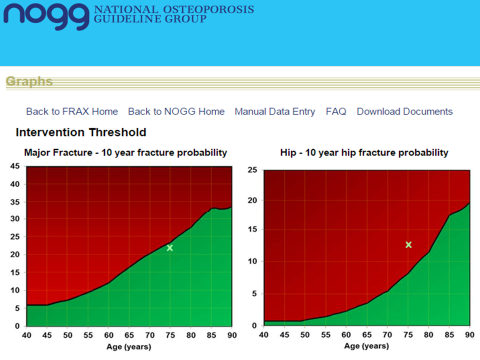 nogg NATIONAL OSTEOPOROSIS
GUIDELINE GROUP
Graphs
Back to FRAX Home Back to NOGG Home Manual Data Entry FAQ Download Documents
Intervention Threshold
Major Fracture - 10 year fracture probability
45
40
35
30
25
20
15
10
5
0
40 45 50 55 60 65 70 75 80 85 90
Age (years)
x
Hip - 10 year hip fracture probability
25
20
15
10
5
0
40 45 50 55 60 65 70 75 80 85 90
Age (years)
x